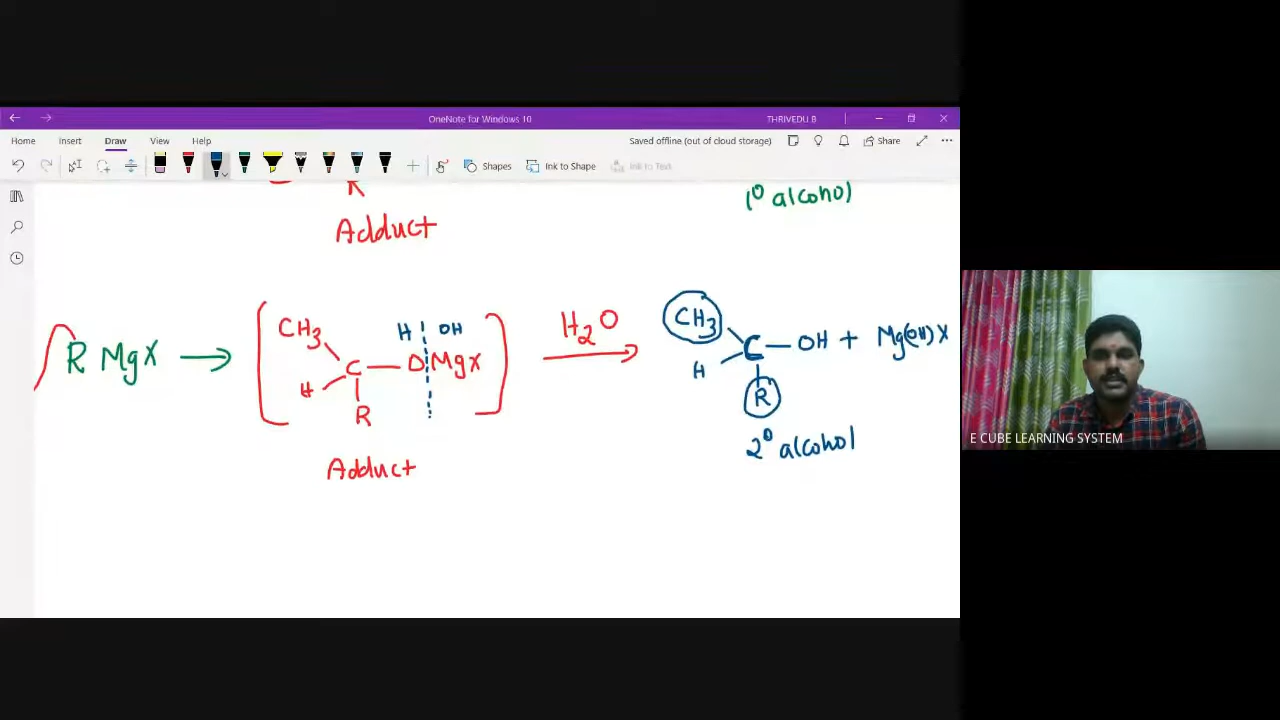 OneNote for Windows 10
THRIVEDU B
Home Insert Draw View Help
Saved offline (out of cloud storage)
Share
Shapes
Ink to Shape
Ink to Text
R
1⁰ alcohol
Adduct
R MgX → [CH3 H C R — O MgX H OH] H2O → CH3 H C R — OH + Mg(OH)X
2⁰ alcohol
Adduct
E CUBE LEARNING SYSTEM